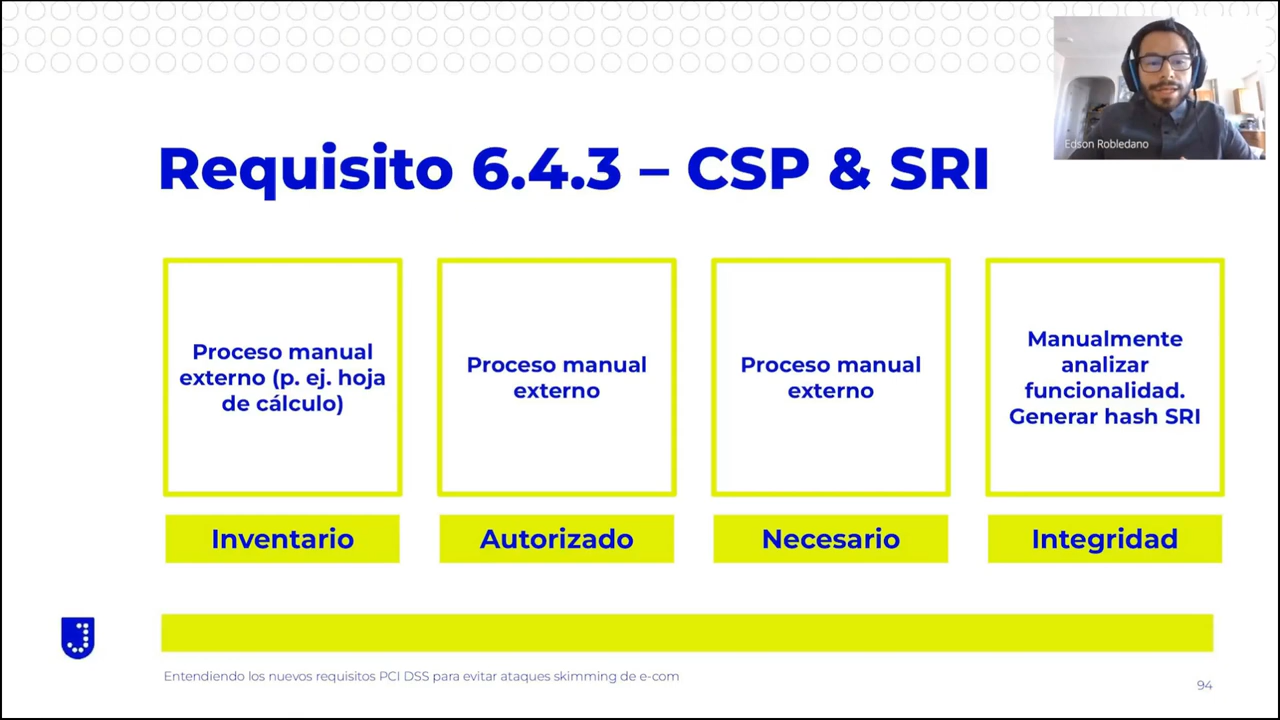 Edson Robledano
Requisito 6.4.3 – CSP & SRI
Proceso manual
externo (p. ej. hoja
de cálculo)
Inventario
Proceso manual
externo
Autorizado
Proceso manual
externo
Necesario
Manualmente
analizar
funcionalidad.
Generar hash SRI
Integridad
Entendiendo los nuevos requisitos PCI DSS para evitar ataques skimming de e-com
94